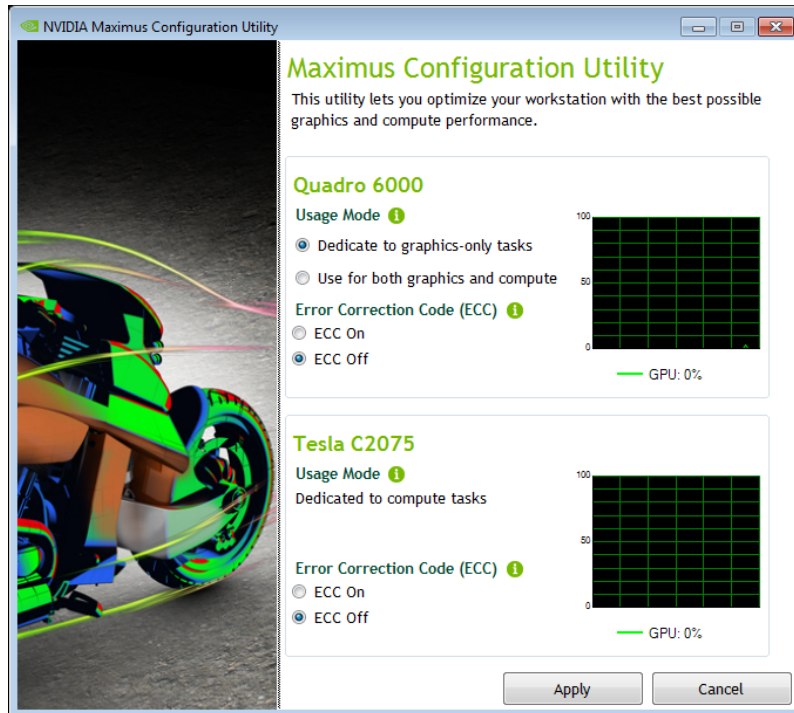 NVIDIA Maximus Configuration Utility
Maximus Configuration Utility
This utility lets you optimize your workstation with the best possible
graphics and compute performance.
Quadro 6000
Usage Mode
Dedicate to graphics-only tasks
Use for both graphics and compute
Error Correction Code (ECC)
ECC On
ECC Off
100
50
0
GPU: 0%
Tesla C2075
Usage Mode
Dedicated to compute tasks
Error Correction Code (ECC)
ECC On
ECC Off
100
50
0
GPU: 0%
Apply
Cancel